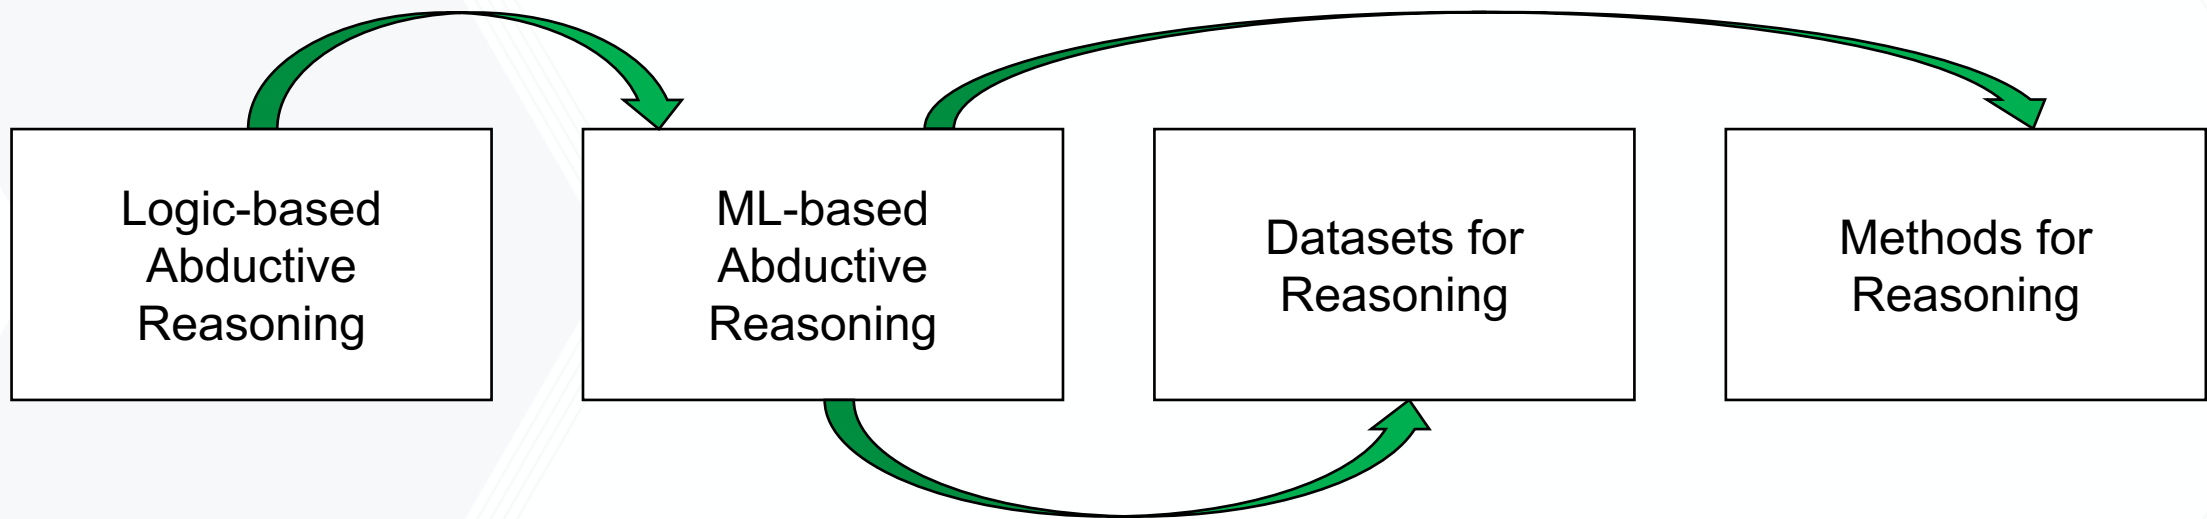 Logic-based
Abductive
Reasoning
ML-based
Abductive
Reasoning
Datasets for
Reasoning
Methods for
Reasoning